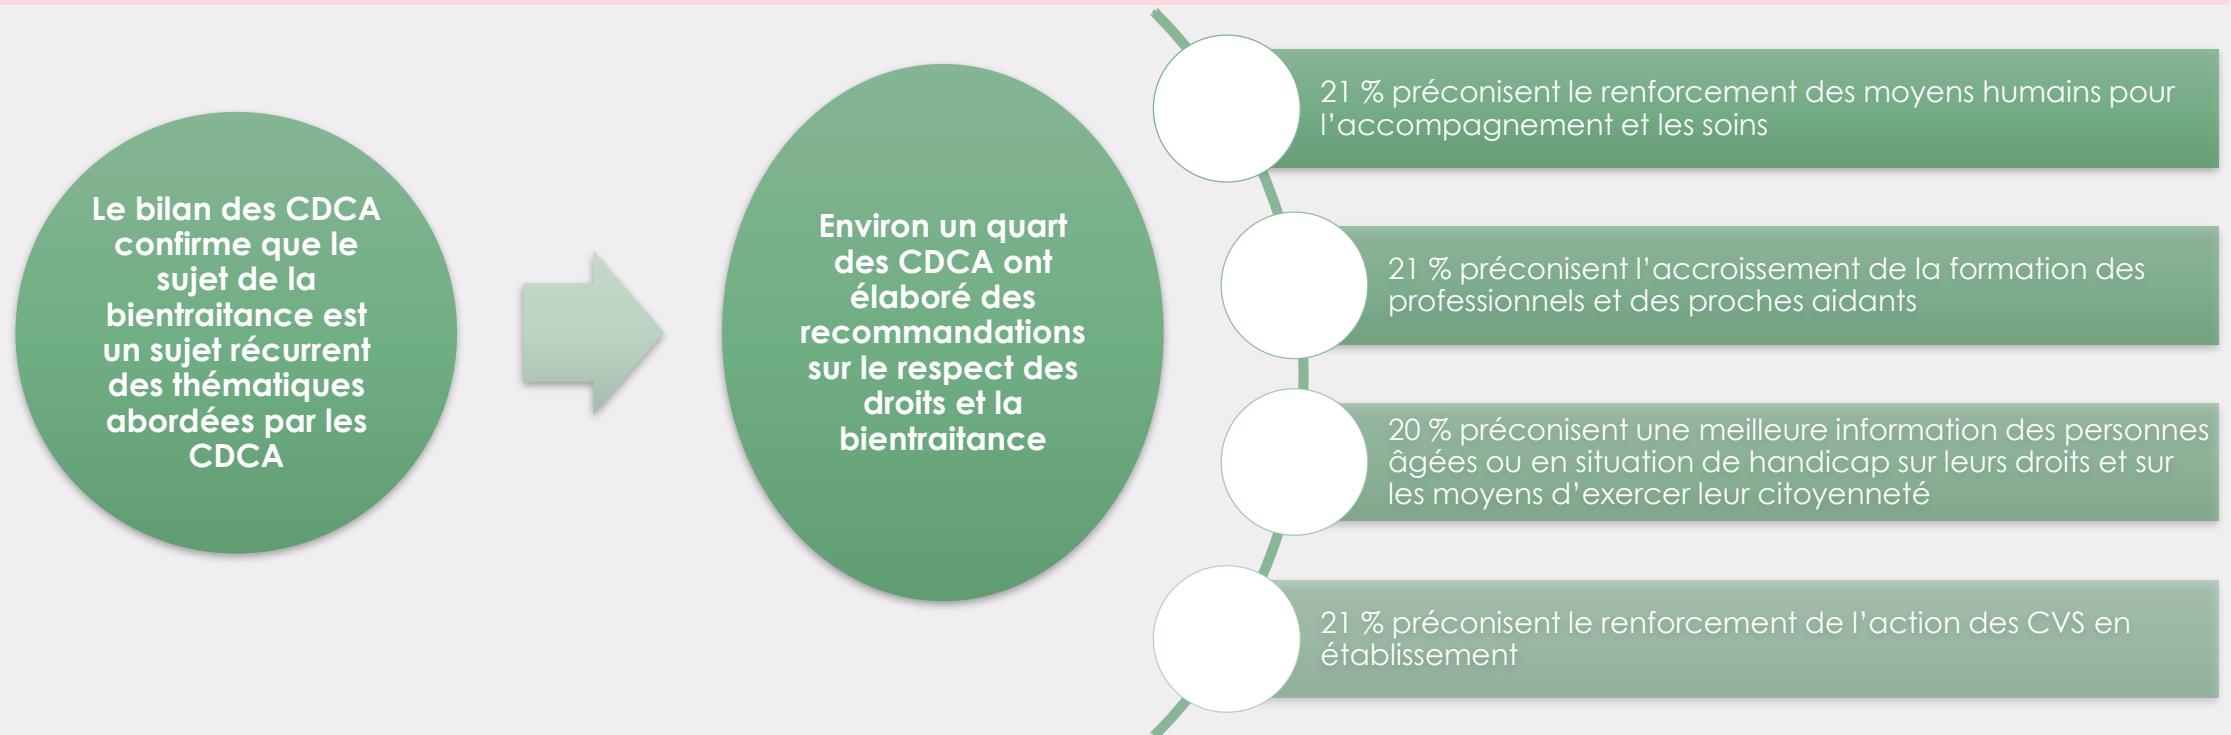 Le bilan des CDCA
confirme que le
sujet de la
bientraitance est
un sujet récurrent
des thématiques
abordées par les
CDCA
Environ un quart
des CDCA ont
élaboré des
recommandations
sur le respect des
droits et la
bientraitance
21 % préconisent le renforcement des moyens humains pour
l’accompagnement et les soins
21 % préconisent l’accroissement de la formation des
professionnels et des proches aidants
20 % préconisent une meilleure information des personnes
âgées ou en situation de handicap sur leurs droits et sur
les moyens d’exercer leur citoyenneté
21 % préconisent le renforcement de l’action des CVS en
établissement